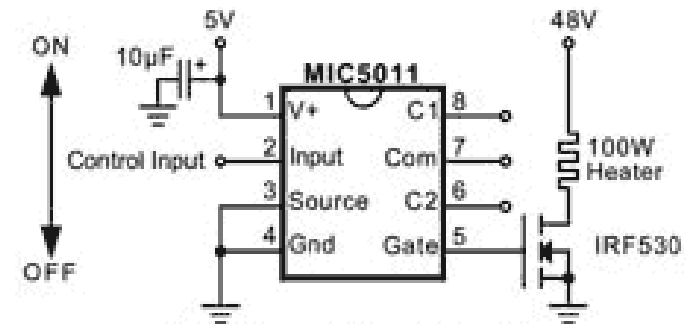 ON
OFF
10µF
+
5V
48V
MIC5011
1 V+ C1 8
Control Input 2 Input Com 7
3 Source C2 6
4 Gnd Gate 5
100W
Heater
IRF530